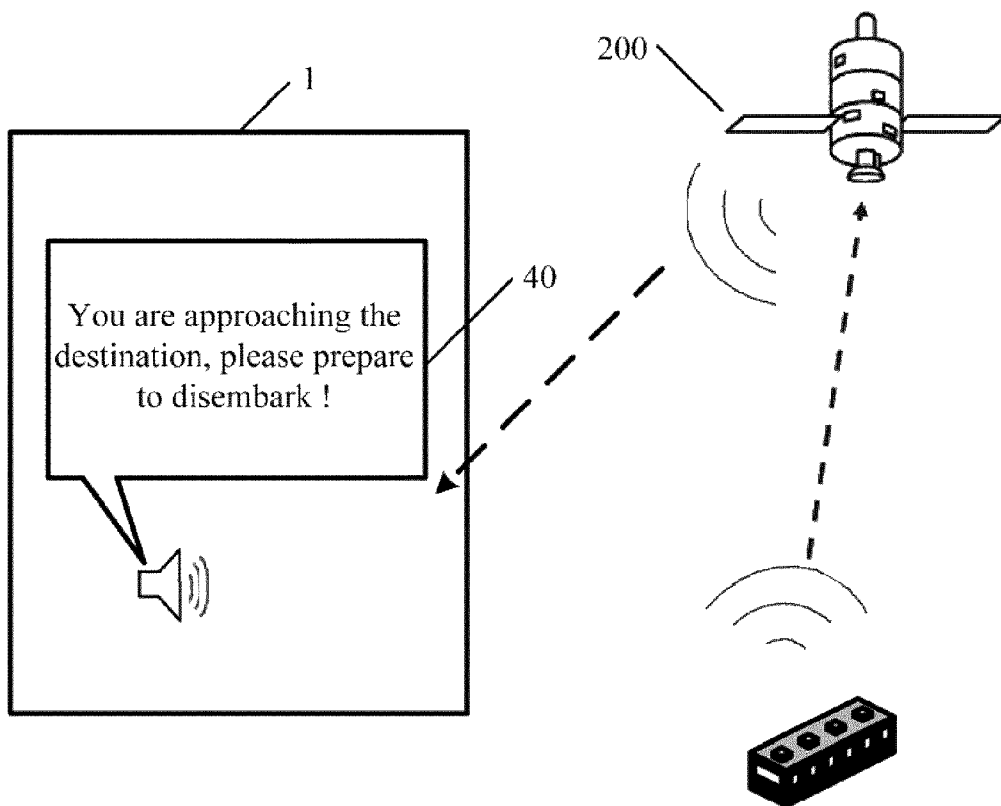 1
200
40
You are approaching the
destination, please prepare
to disembark !